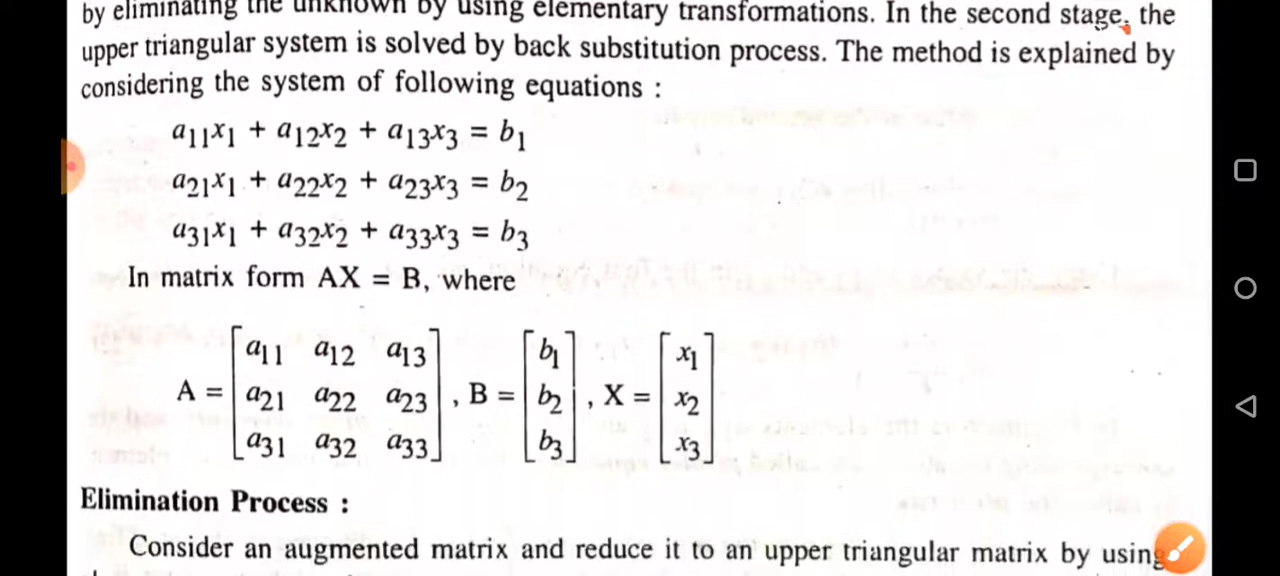 by eliminating the unknown by using elementary transformations. In the second stage, the
upper triangular system is solved by back substitution process. The method is explained by
considering the system of following equations :
a11x1 + a12x2 + a13x3 = b1
a21x1 + a22x2 + a23x3 = b2
a31x1 + a32x2 + a33x3 = b3
In matrix form AX = B, where
A = [a11 a12 a13
a21 a22 a23
a31 a32 a33], B = [b1
b2
b3], X = [x1
x2
x3]
Elimination Process :
Consider an augmented matrix and reduce it to an upper triangular matrix by using